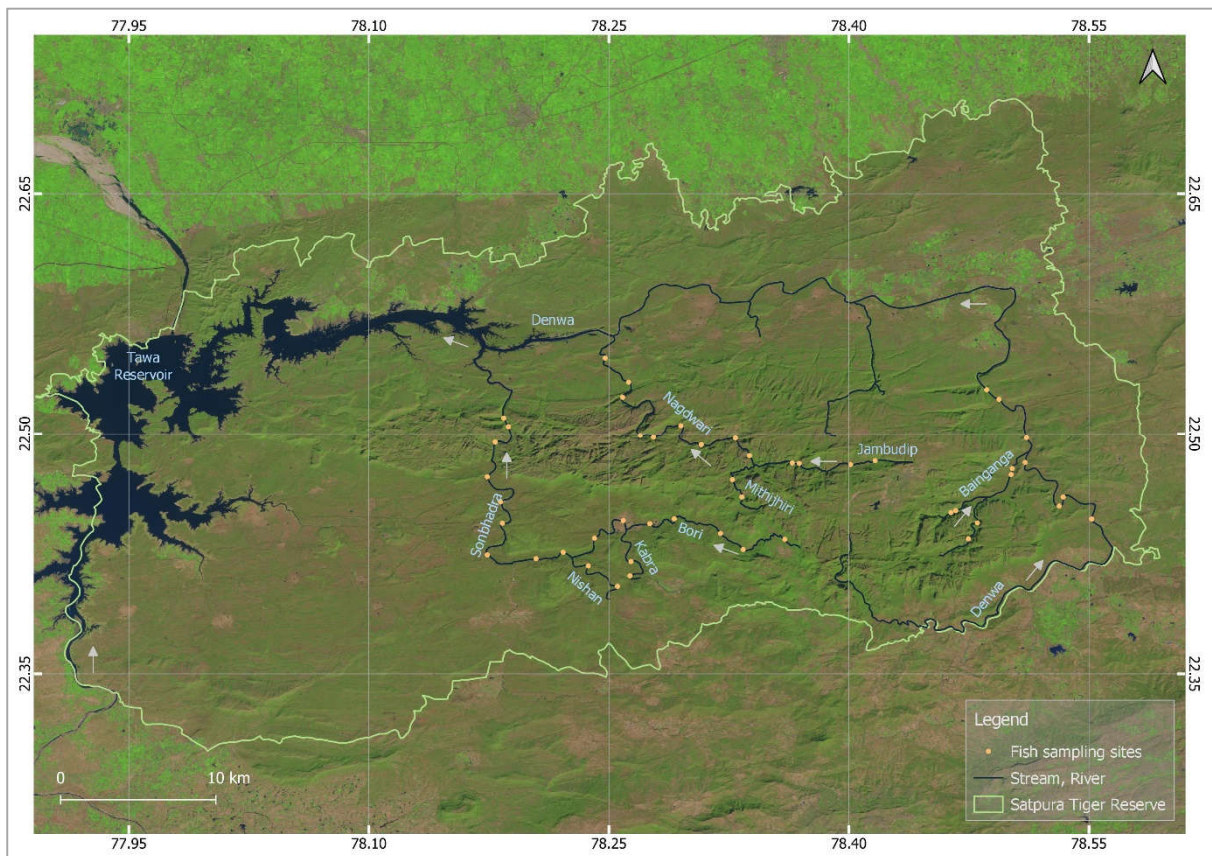 77.95 78.10 78.25 78.40 78.55
22.65 22.65
Denwa
Tawa
Reservoir
Nagdwari
22.50 22.50
Jambudip
Bainganga
Mithijhiri
Sonbhadra
Bori
Kabra
Nishan
Denwa
22.35 22.35
Legend
Fish sampling sites
Stream, River
Satpura Tiger Reserve
0 10 km
77.95 78.10 78.25 78.40 78.55